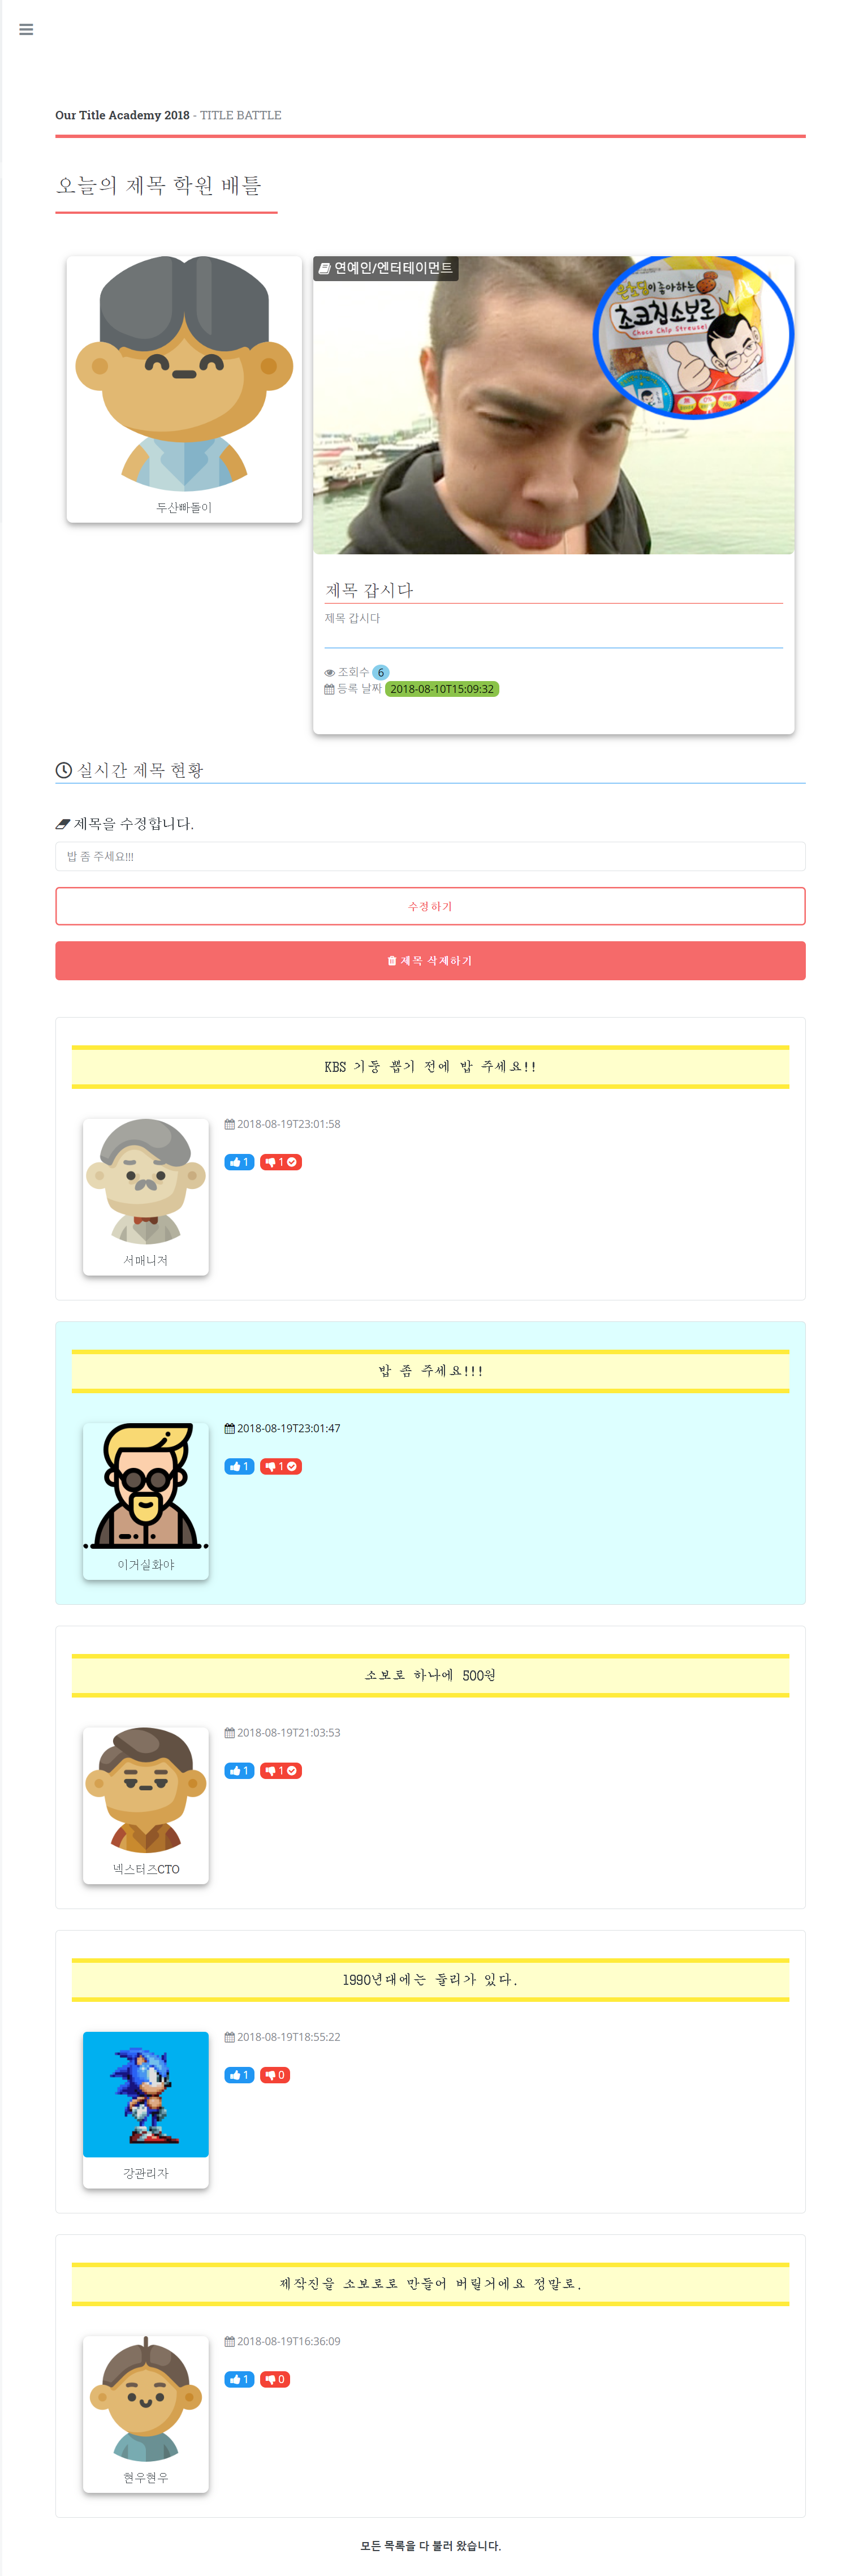 Our Title Academy 2018 - TITLE BATTLE
오늘의 제목 학원 배틀
연예인/엔터테이먼트
이좋아하는
초코칩소보로
Choco Chip Streusel
두산빠돌이
제목 갑시다
제목 갑시다
조회수 6
등록 날짜 2018-08-10T15:09:32
실시간 제목 현황
제목을 수정합니다.
밥 좀 주세요!!!
수정하기
제목 삭제하기
KBS 기둥 뽑기 전에 밥 주세요!!
2018-08-19T23:01:58
1 1
서매니저
밥 좀 주세요!!!
2018-08-19T23:01:47
1 1
이거실화야
소보로 하나에 500원
2018-08-19T21:03:53
1 1
넥스터즈CTO
1990년대에는 둘리가 있다.
2018-08-19T18:55:22
1 0
강관리자
제작진을 소보로로 만들어 버릴거에요 정말로.
2018-08-19T16:36:09
1 0
현우현우
모든 목록을 다 불러 왔습니다.